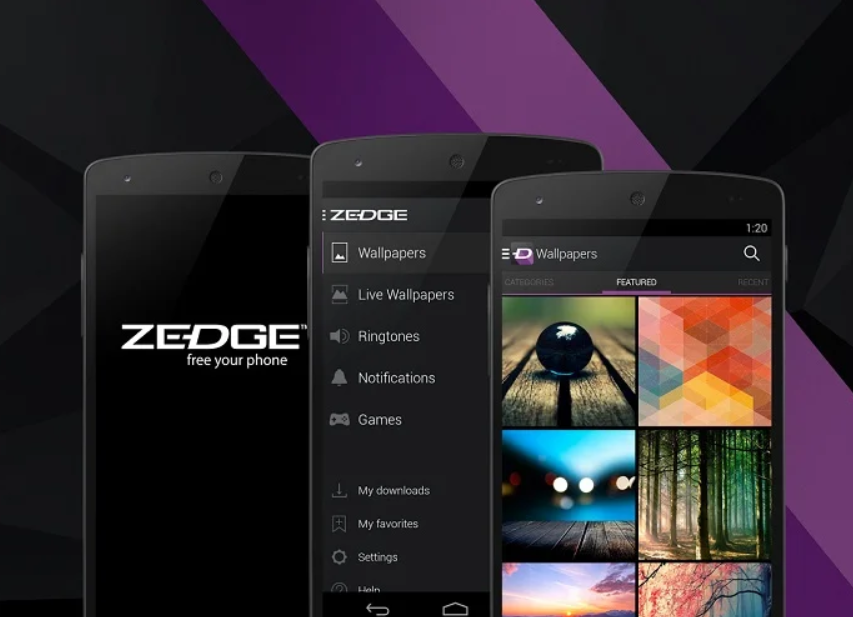 ZEDGE™
free your phone
ZEDGE
Wallpapers
Live Wallpapers
Ringtones
Notifications
Games
My downloads
My favorites
Settings
Help
1:20
D Wallpapers
CATEGORIES
FEATURED
RECENT